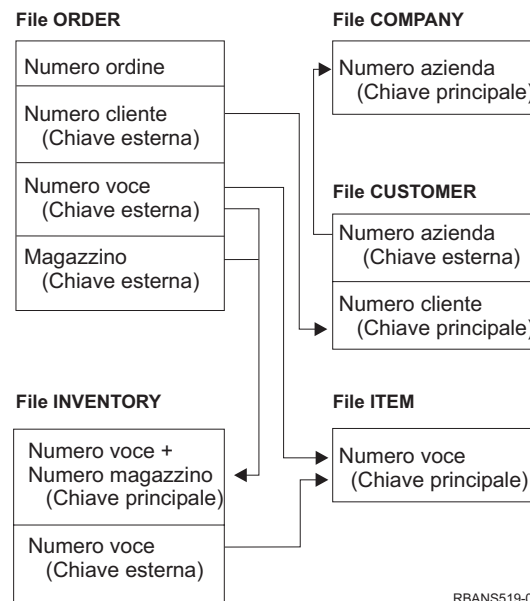 File ORDER
Numero ordine
Numero cliente
(Chiave esterna)
Numero voce
(Chiave esterna)
Magazzino
(Chiave esterna)
File COMPANY
Numero azienda
(Chiave principale)
File CUSTOMER
Numero azienda
(Chiave esterna)
Numero cliente
(Chiave principale)
File INVENTORY
Numero voce +
Numero magazzino
(Chiave principale)
Numero voce
(Chiave esterna)
File ITEM
Numero voce
(Chiave principale)
RBANS519-0